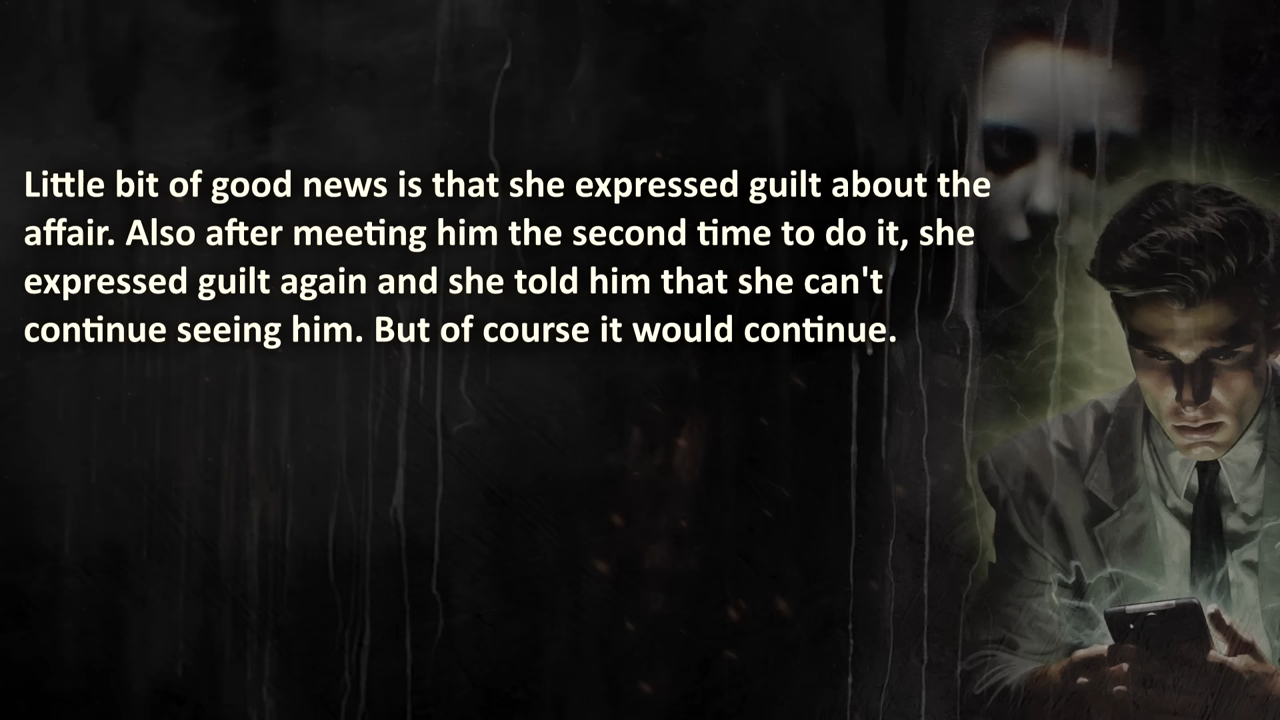 Little bit of good news is that she expressed guilt about the
affair. Also after meeting him the second time to do it, she
expressed guilt again and she told him that she can't
continue seeing him. But of course it would continue.